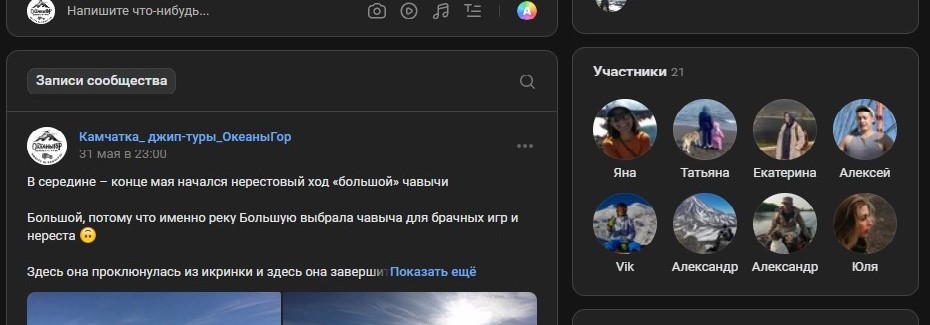 Напишите что-нибудь...
Записи сообщества
Камчатка_ джип-туры_ОкеаныГор
31 мая в 23:00
В середине – конце мая начался нерестовый ход «большой» чавычи
Большой, потому что именно реку Большую выбрала чавыча для брачных игр и
нереста 🙃
Здесь она проклюнулась из икринки и здесь она заверши Показать ещё
Участники 21
Яна Татьяна Екатерина Алексей
Vik Александр Александр Юля